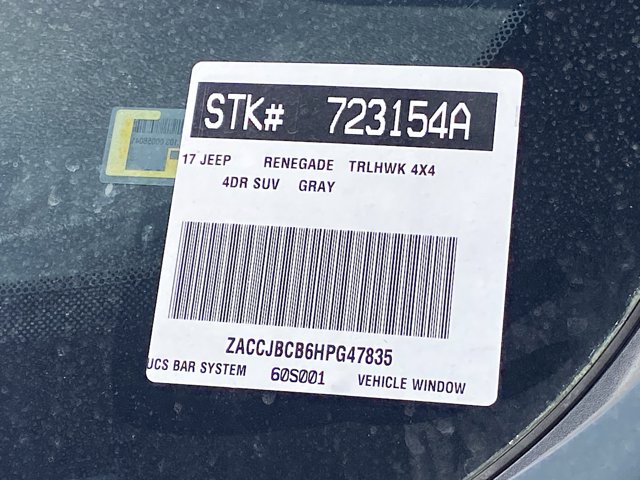 STK# 723154A
17 JEEP RENEGADE TRLHWK 4X4
4DR SUV GRAY
ZACCJBCB6HPG47835
UCS BAR SYSTEM 60S001 VEHICLE WINDOW